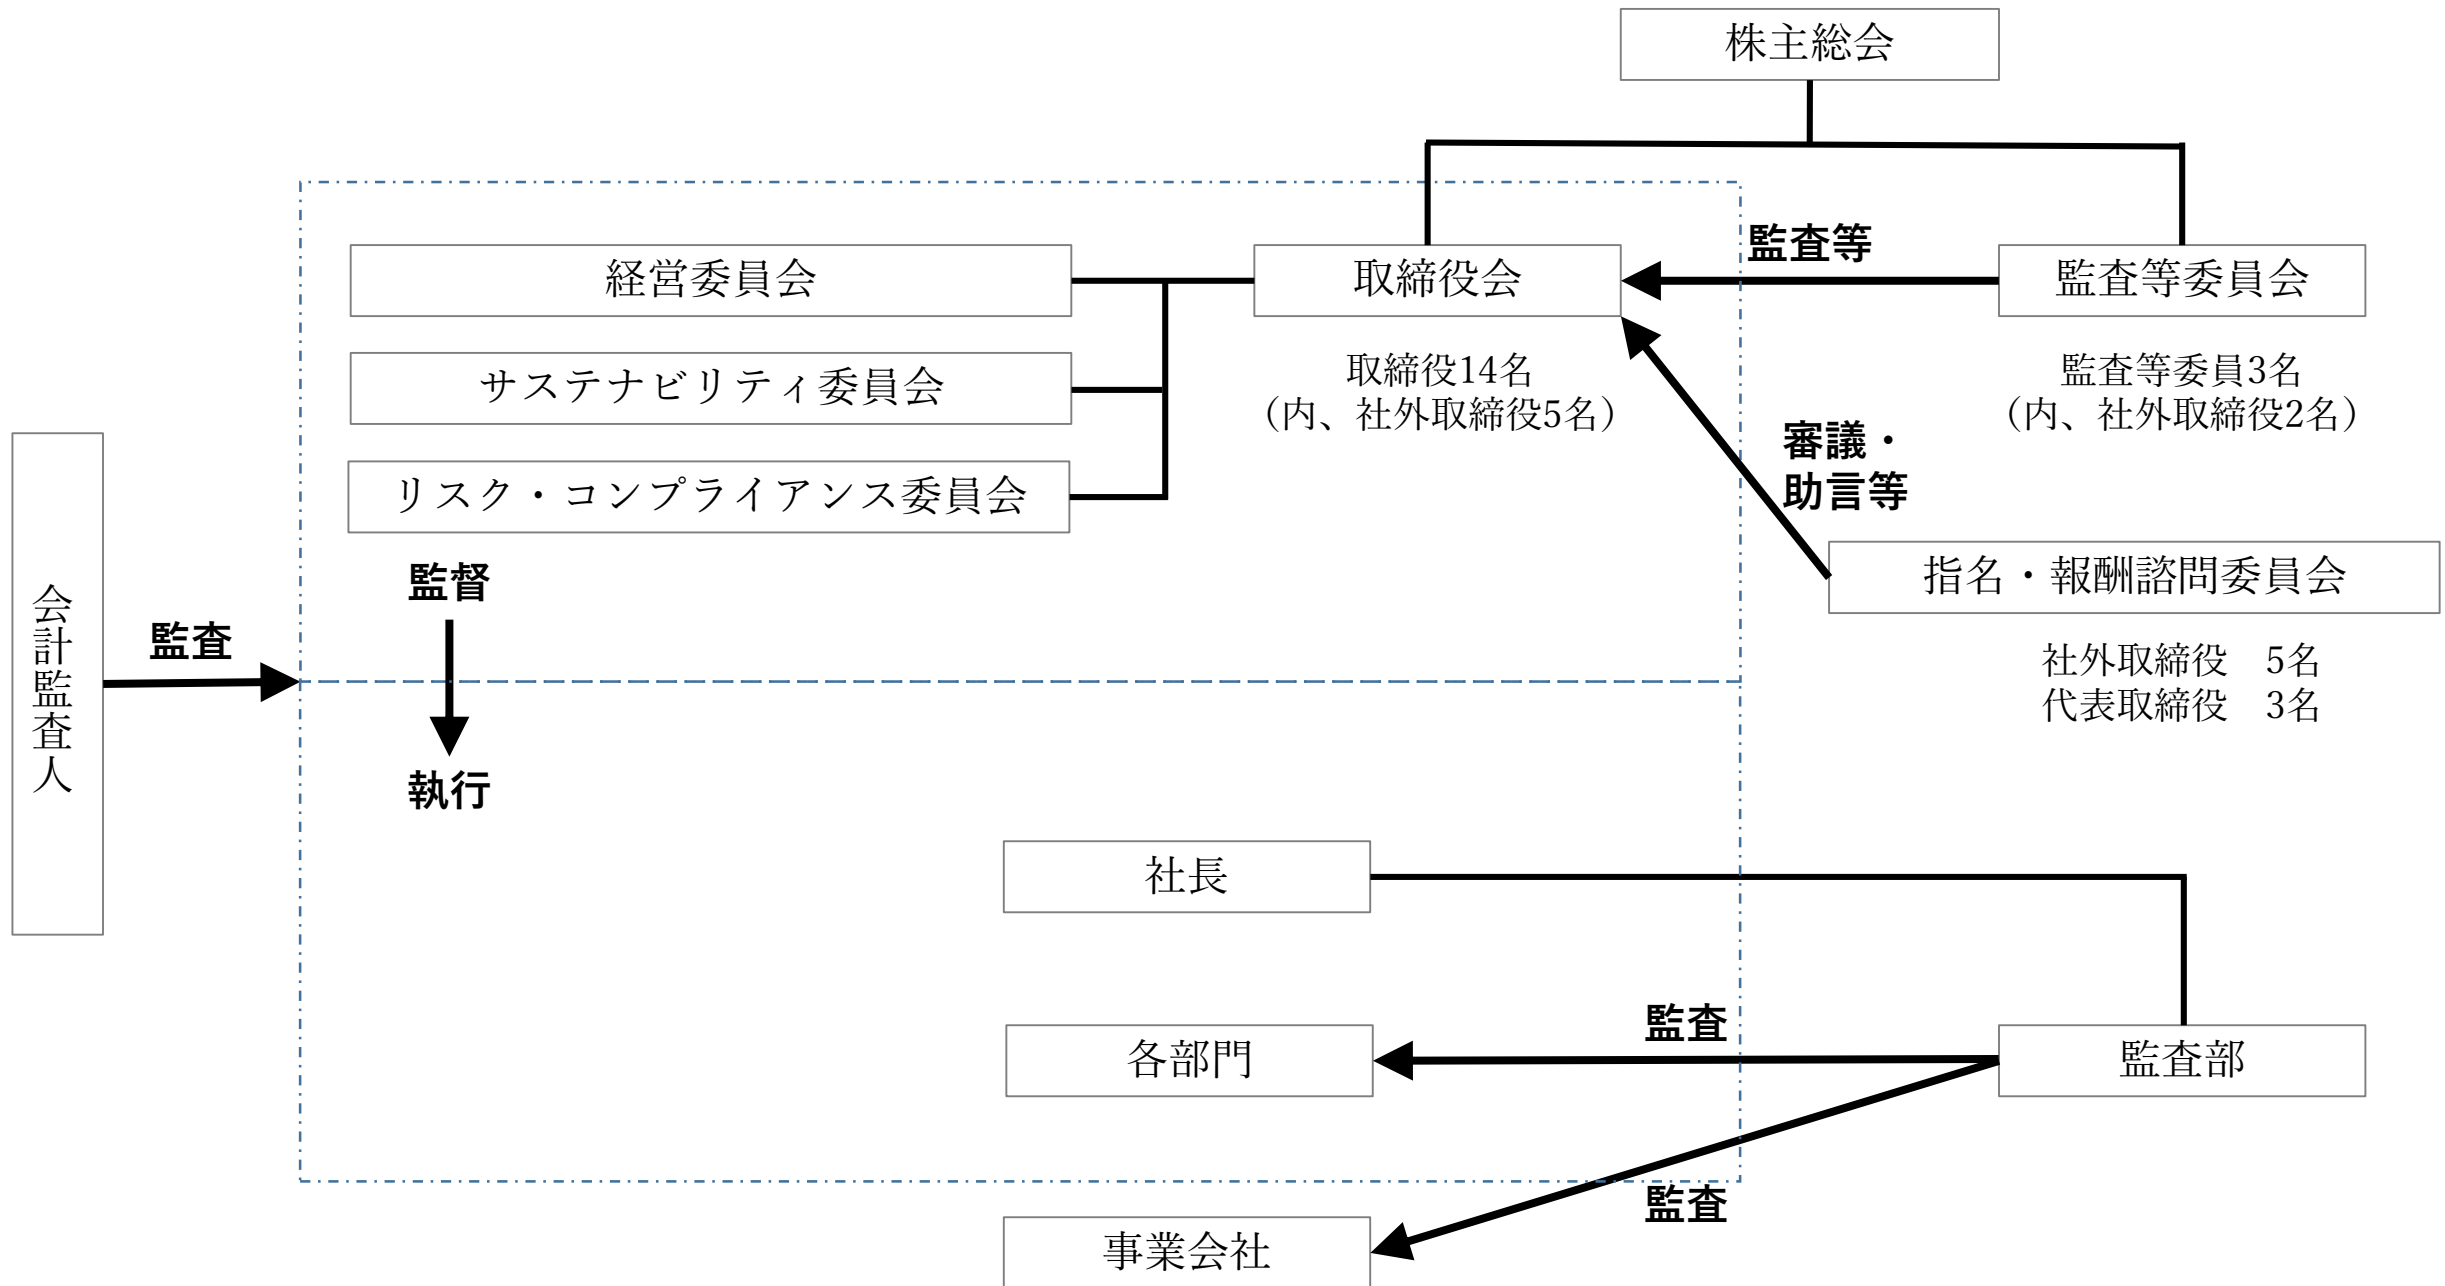 株主総会
監査等
経営委員会
取締役会
監査等委員会
サステナビリティ委員会
取締役14名
(内、社外取締役5名)
監査等委員3名
(内、社外取締役2名)
審議・
助言等
リスク・コンプライアンス委員会
指名・報酬諮問委員会
社外取締役　5名
代表取締役　3名
監督
執行
会計監査人
監査
社長
監査
各部門
監査部
監査
事業会社